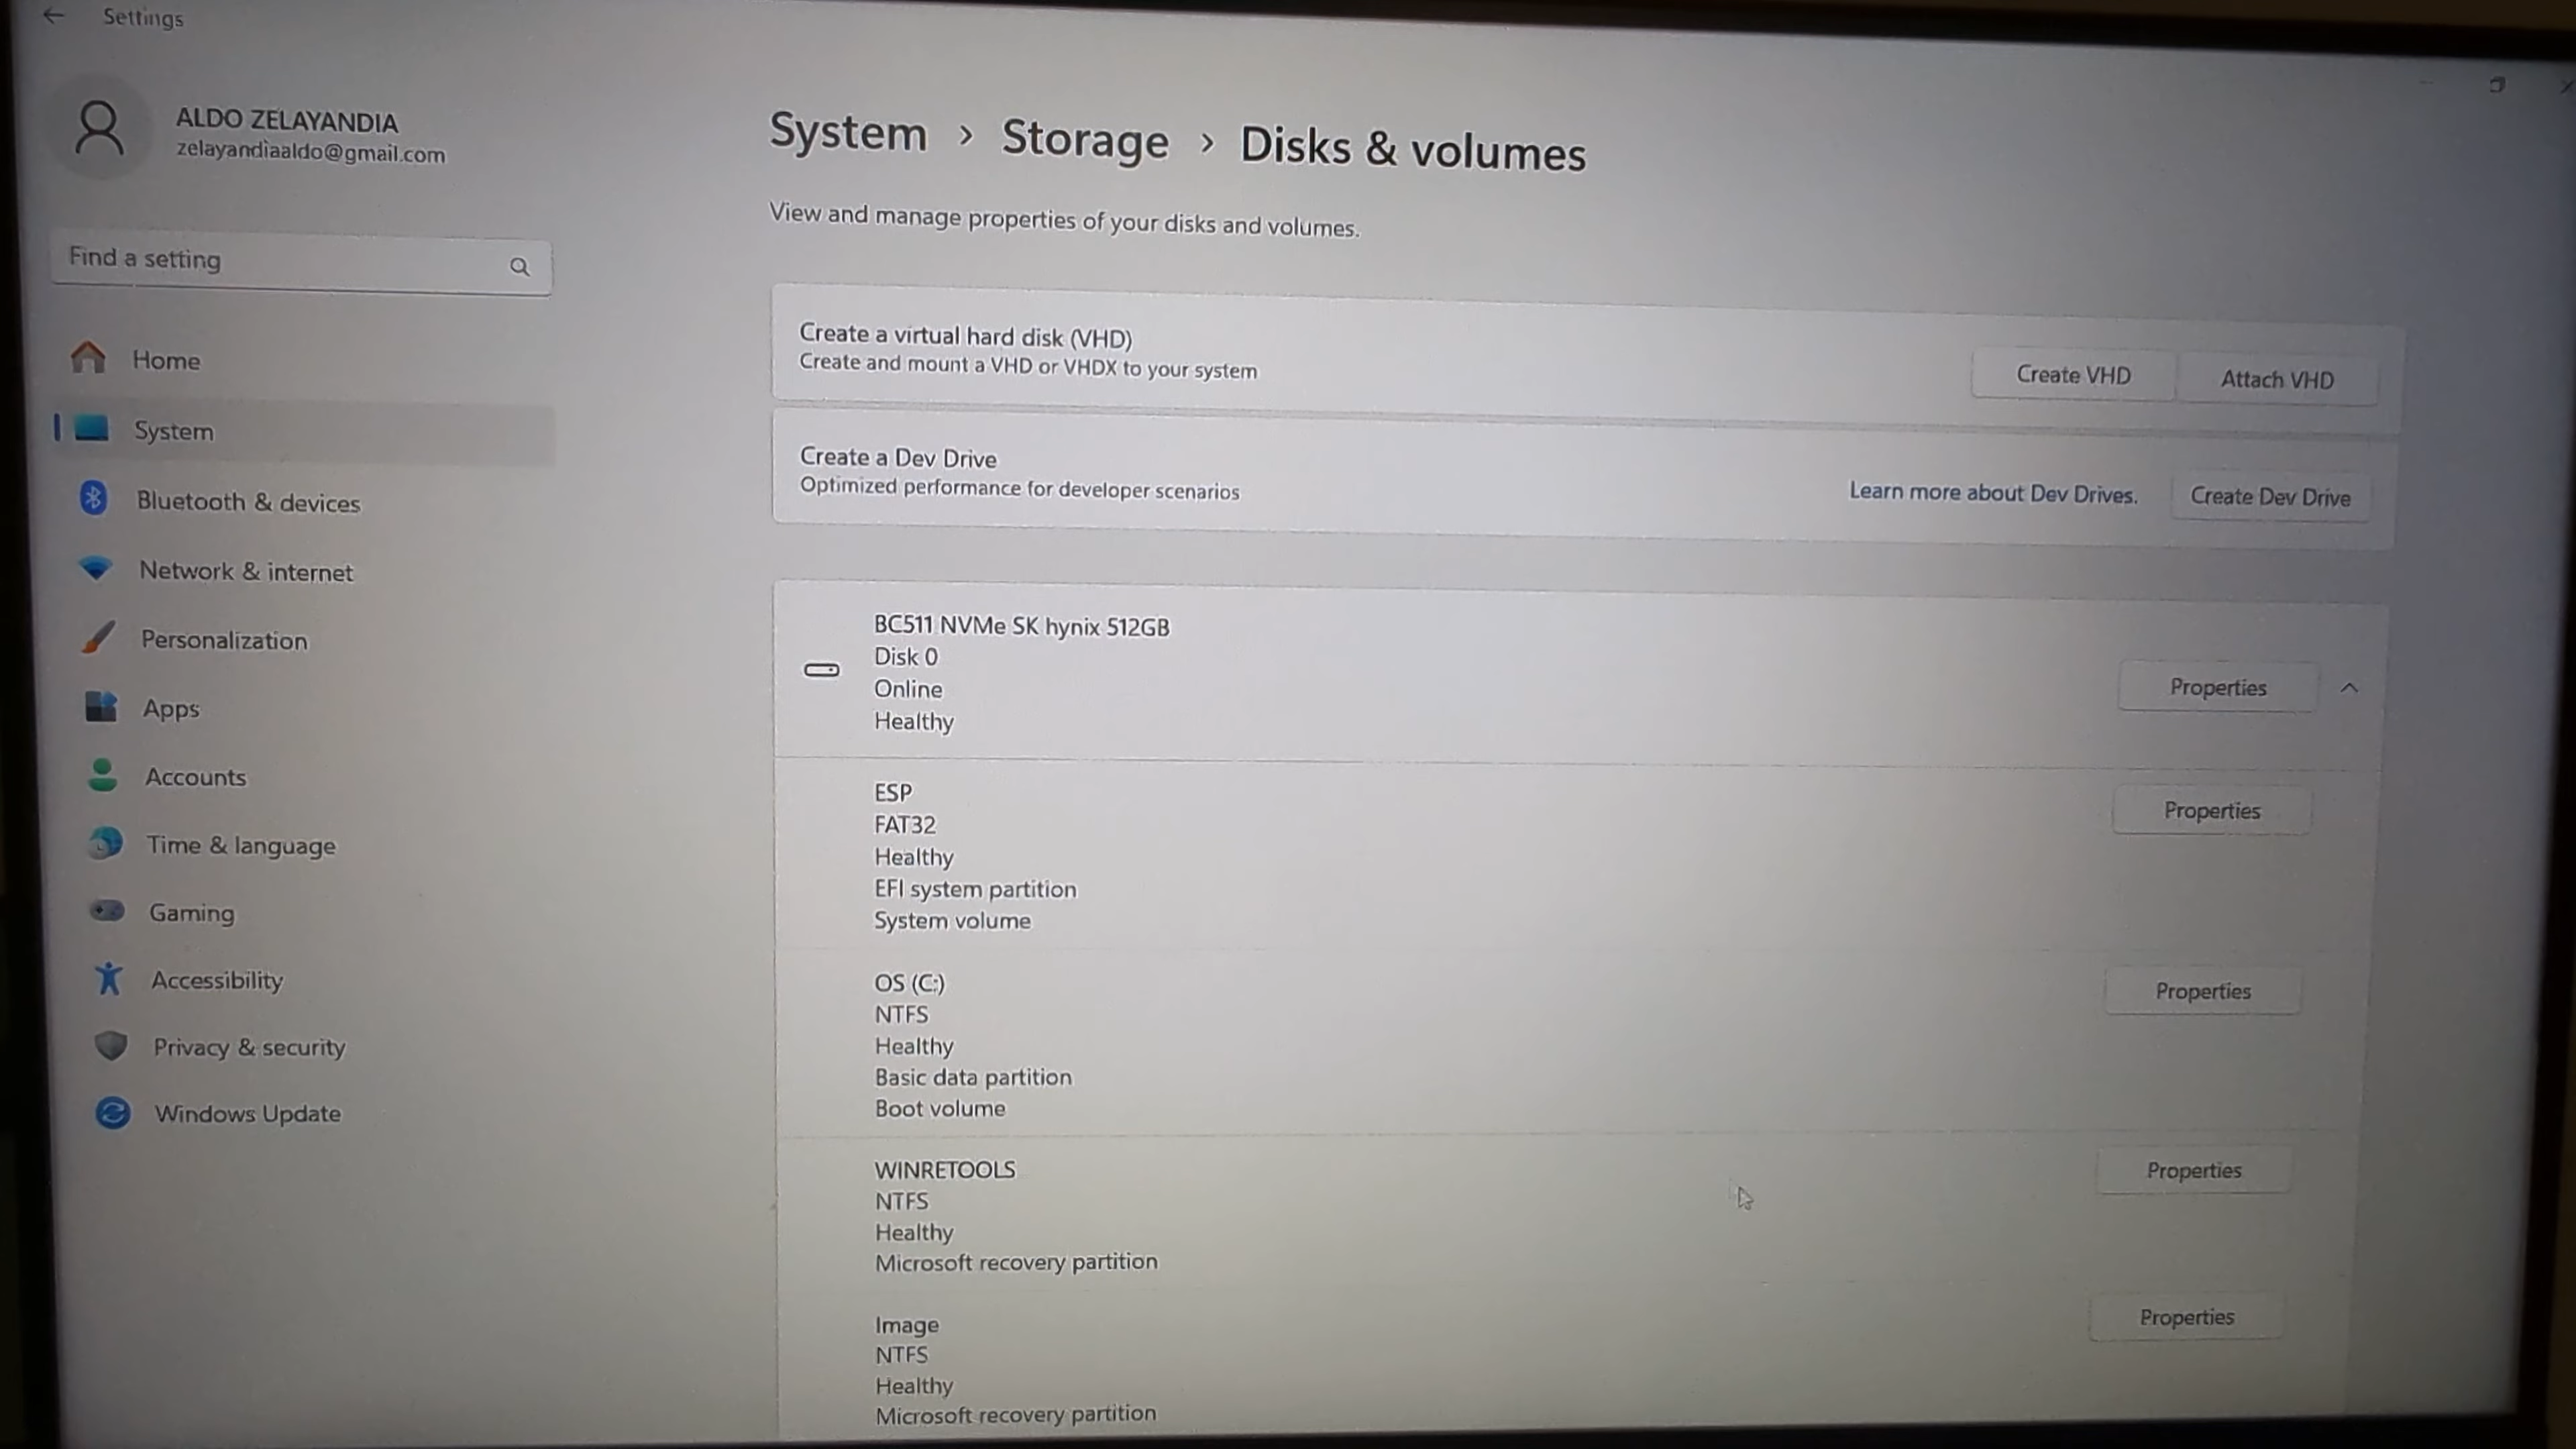 Settings
ALDO ZELAYANDIA
zelayandiaaldo@gmail.com
Find a setting
Home
System
Bluetooth & devices
Network & internet
Personalization
Apps
Accounts
Time & language
Gaming
Accessibility
Privacy & security
Windows Update
System › Storage › Disks & volumes
View and manage properties of your disks and volumes.
Create a virtual hard disk (VHD)
Create and mount a VHD or VHDX to your system
Create VHD
Attach VHD
Create a Dev Drive
Optimized performance for developer scenarios
Learn more about Dev Drives.
Create Dev Drive
BC511 NVMe SK hynix 512GB
Disk 0
Online
Healthy
Properties
ESP
FAT32
Healthy
EFI system partition
System volume
Properties
OS (C:)
NTFS
Healthy
Basic data partition
Boot volume
Properties
WINRETOOLS
NTFS
Healthy
Microsoft recovery partition
Properties
Image
NTFS
Healthy
Microsoft recovery partition
Properties